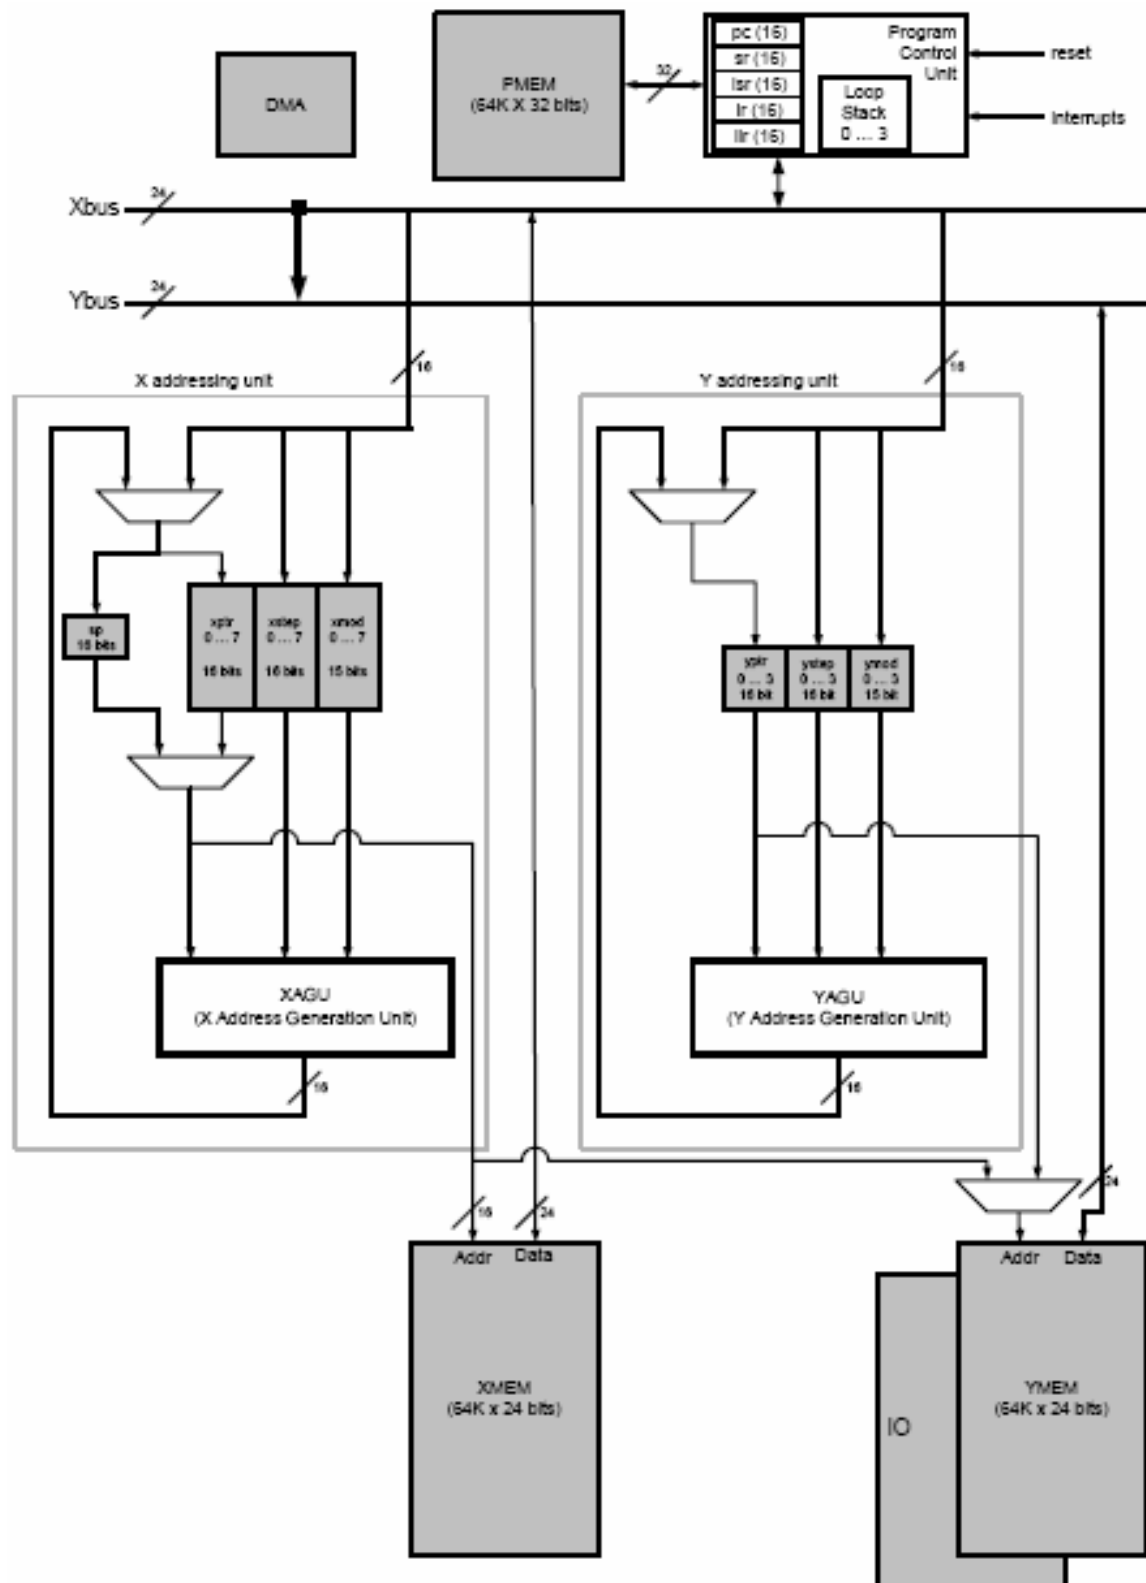 DMA
PMEM
(64K X 32 bits)
32
pc (16)
sr (16)
isr (16)
lr (16)
ilr (16)
Program
Control
Unit
Loop
Stack
0 ... 3
reset
Interrupts
Xbus
24
Ybus
24
X addressing unit
16
Y addressing unit
16
sp
16 bits
xptr
0 ... 7
16 bits
xstep
0 ... 7
16 bits
xmod
0 ... 7
15 bits
yptr
0 ... 3
16 bit
ystep
0 ... 3
16 bit
ymod
0 ... 3
15 bit
XAGU
(X Address Generation Unit)
16
YAGU
(Y Address Generation Unit)
16
16
24
24
Addr Data
XMEM
(64K x 24 bits)
Addr Data
YMEM
(64K x 24 bits)
IO